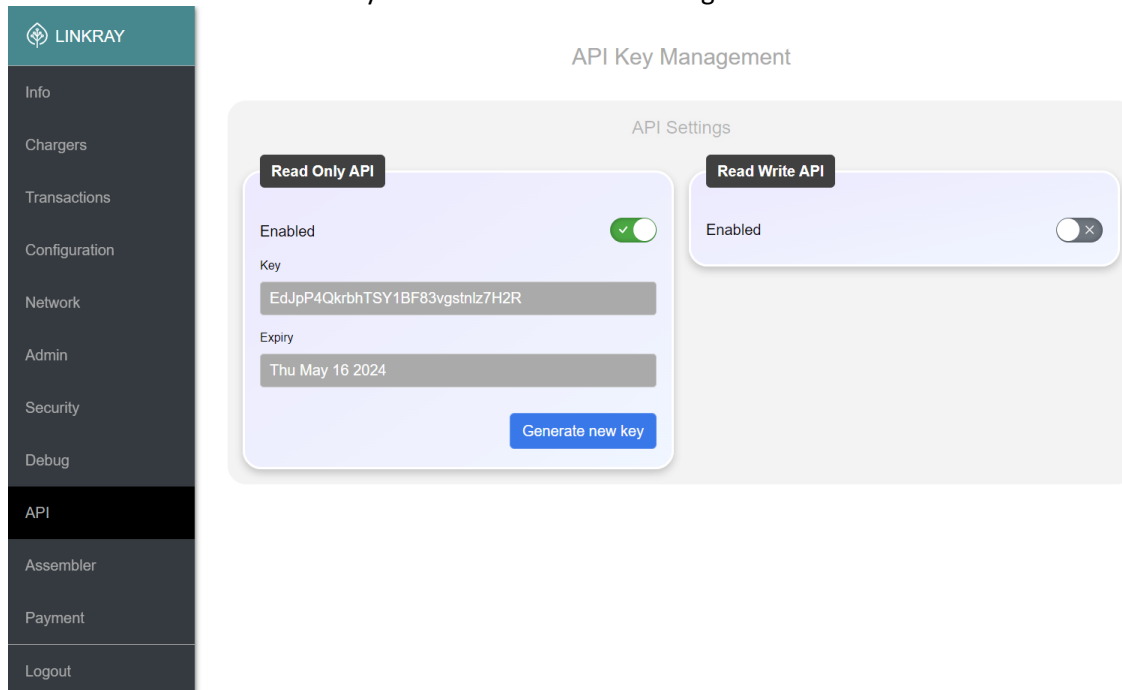 LINKRAY
Info
Chargers
Transactions
Configuration
Network
Admin
Security
Debug
API
Assembler
Payment
Logout
API Key Management
API Settings
Read Only API
Enabled
Key
EdJpP4QkrbhTSY1BF83vgstnlz7H2R
Expiry
Thu May 16 2024
Generate new key
Read Write API
Enabled